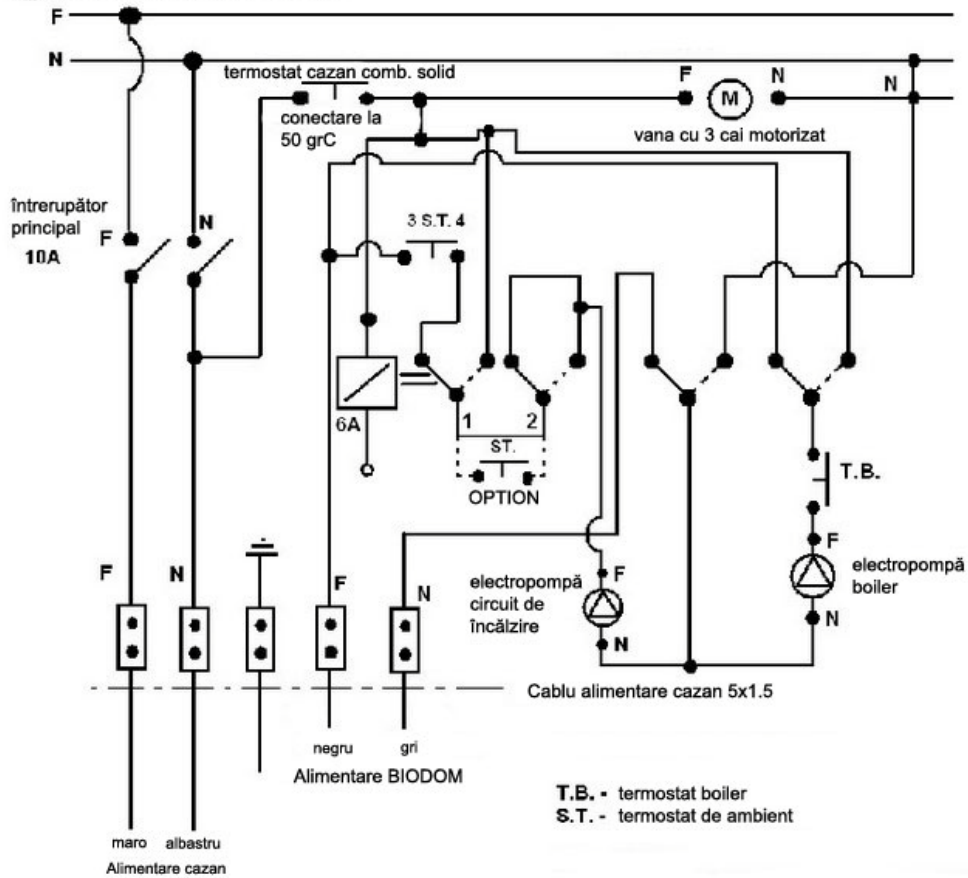 F
N
termostat cazan comb. solid
F
N
N
M
conectare la
50 grC
vana cu 3 cai motorizat
întrerupător
principal
10A
F
N
3 S.T. 4
6A
1
2
ST.
OPTION
T.B.
F
N
F
N
F
F
electropompă
circuit de
încălzire
electropompă
boiler
N
N
Cablu alimentare cazan 5x1.5
negru
gri
Alimentare BIODOM
T.B. - termostat boiler
S.T. - termostat de ambient
maro
albastru
Alimentare cazan